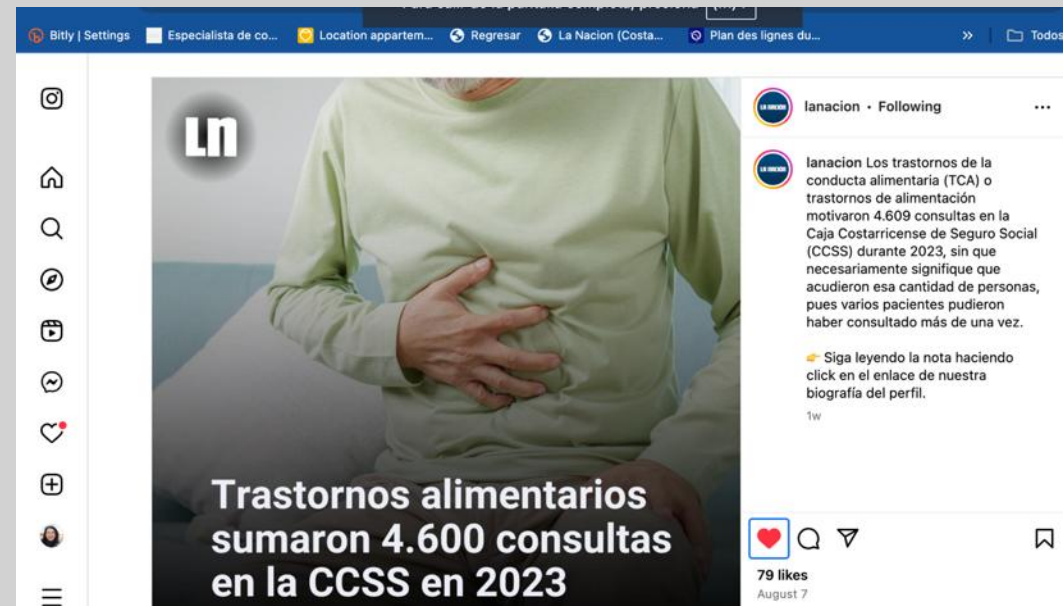 Bitly | Settings
Especialista de co...
Location appartem...
Regresar
La Nacion (Costa...
Plan des lignes du...
»
Todos
LN
lanacion • Following
lanacion Los trastornos de la
conducta alimentaria (TCA) o
trastornos de alimentación
motivaron 4.609 consultas en la
Caja Costarricense de Seguro Social
(CCSS) durante 2023, sin que
necesariamente signifique que
acudieron esa cantidad de personas,
pues varios pacientes pudieron
haber consultado más de una vez.
👉 Siga leyendo la nota haciendo
click en el enlace de nuestra
biografía del perfil.
1w
Trastornos alimentarios
sumaron 4.600 consultas
en la CCSS en 2023
79 likes
August 7